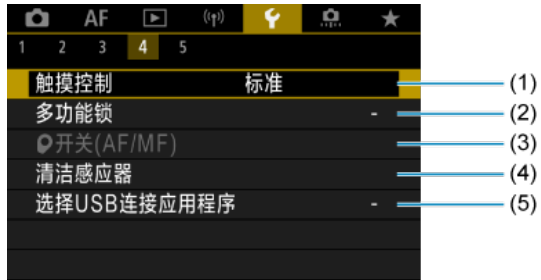 AF
1 2 3 4 5
触摸控制 标准 (1)
多功能锁 - (2)
开关(AF/MF) (3)
清洁感应器 (4)
选择USB连接应用程序 - (5)